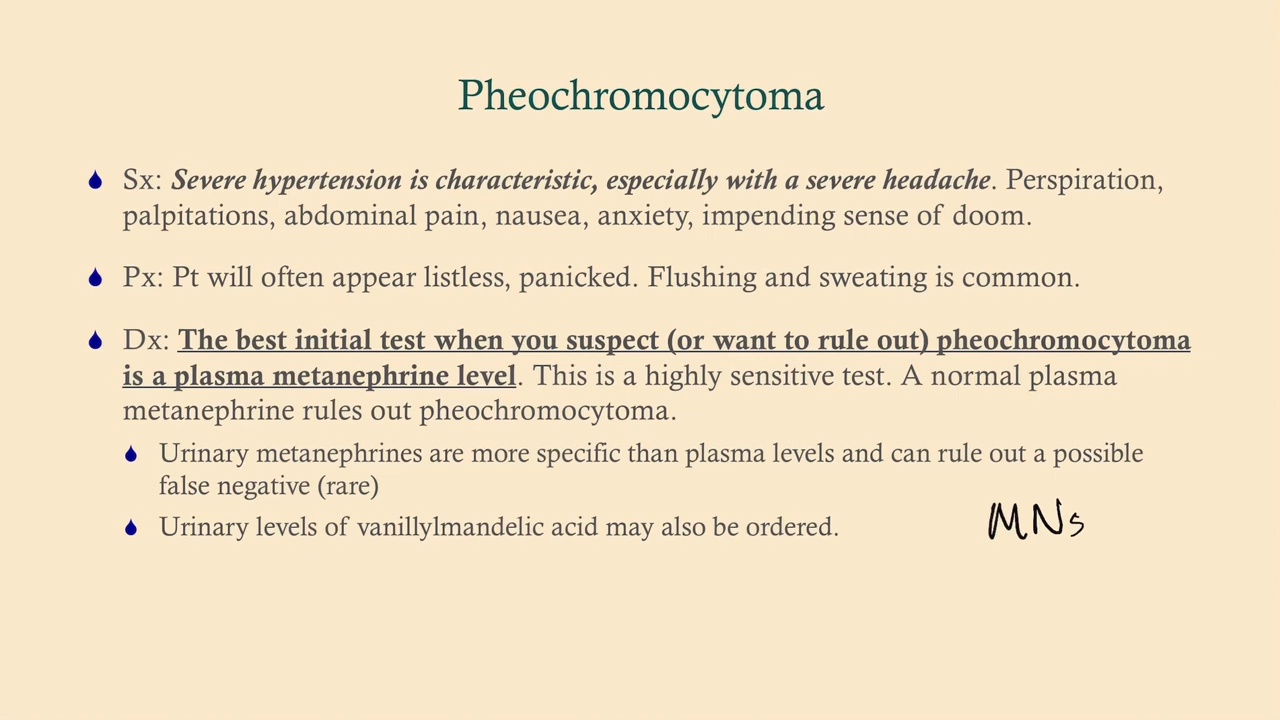 Pheochromocytoma
Sx: Severe hypertension is characteristic, especially with a severe headache. Perspiration,
palpitations, abdominal pain, nausea, anxiety, impending sense of doom.
Px: Pt will often appear listless, panicked. Flushing and sweating is common.
Dx: The best initial test when you suspect (or want to rule out) pheochromocytoma
is a plasma metanephrine level. This is a highly sensitive test. A normal plasma
metanephrine rules out pheochromocytoma.
Urinary metanephrines are more specific than plasma levels and can rule out a possible
false negative (rare)
Urinary levels of vanillylmandelic acid may also be ordered.
MNs